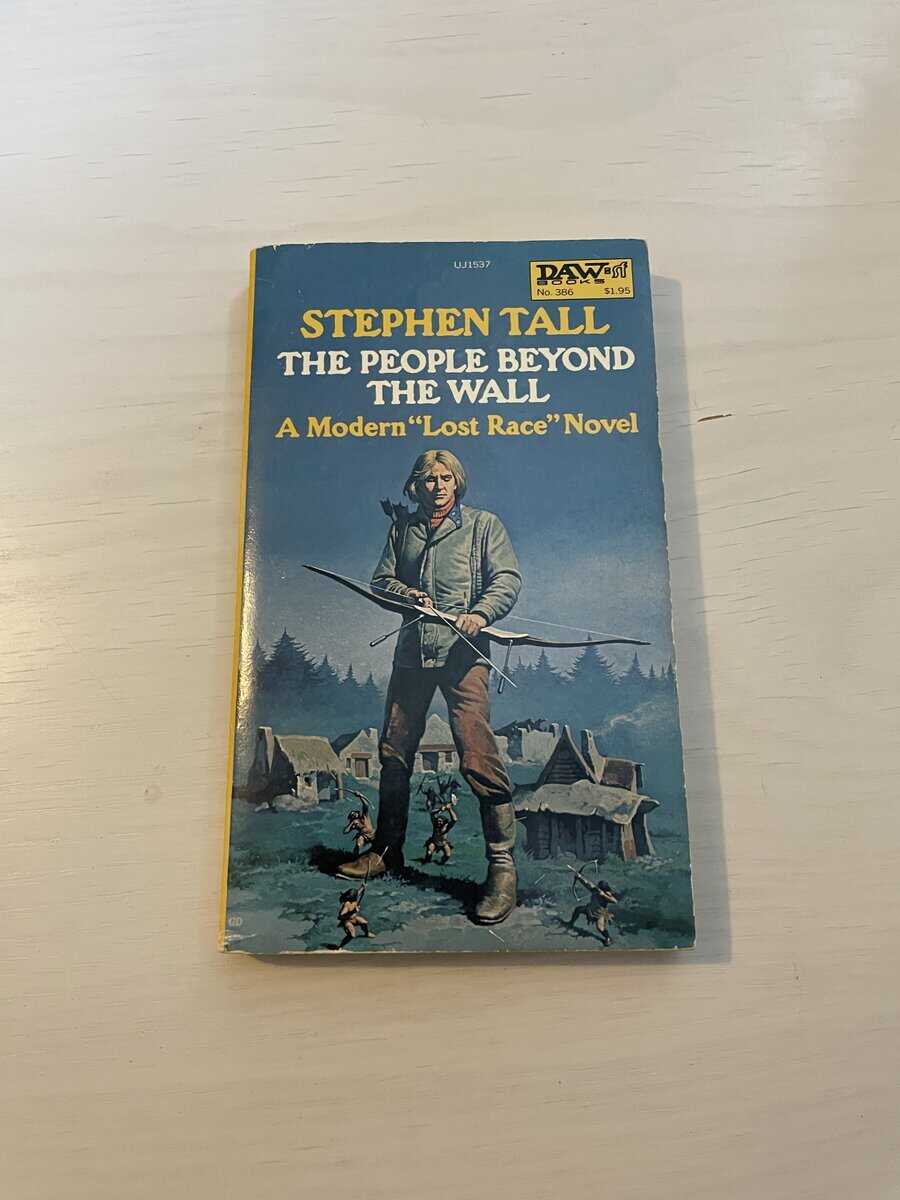 UJ1537
DAW sf
BOOKS
No. 386 $1.95
STEPHEN TALL
THE PEOPLE BEYOND
THE WALL
A Modern “Lost Race” Novel